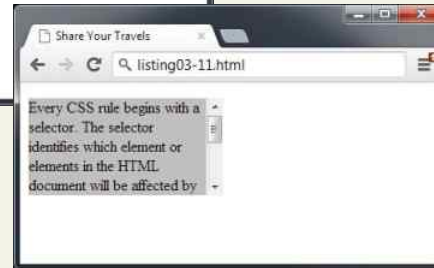 Share Your Travels
listing03-11.html
Every CSS rule begins with a
selector. The selector
identifies which element or
elements in the HTML
document will be affected by